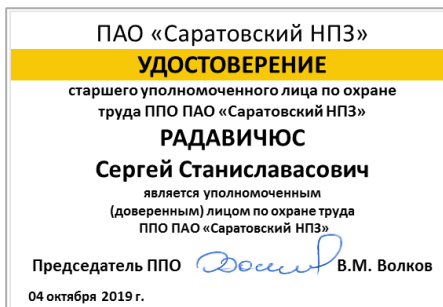 ПАО «Саратовский НПЗ»
УДОСТОВЕРЕНИЕ
старшего уполномоченного лица по охране
труда ППО ПАО «Саратовский НПЗ»
РАДАВИЧЮС
Сергей Станиславасович
является уполномоченным
(доверенным) лицом по охране труда
ППО ПАО «Саратовский НПЗ»
Председатель ППО В.М. Волков
04 октября 2019 г.